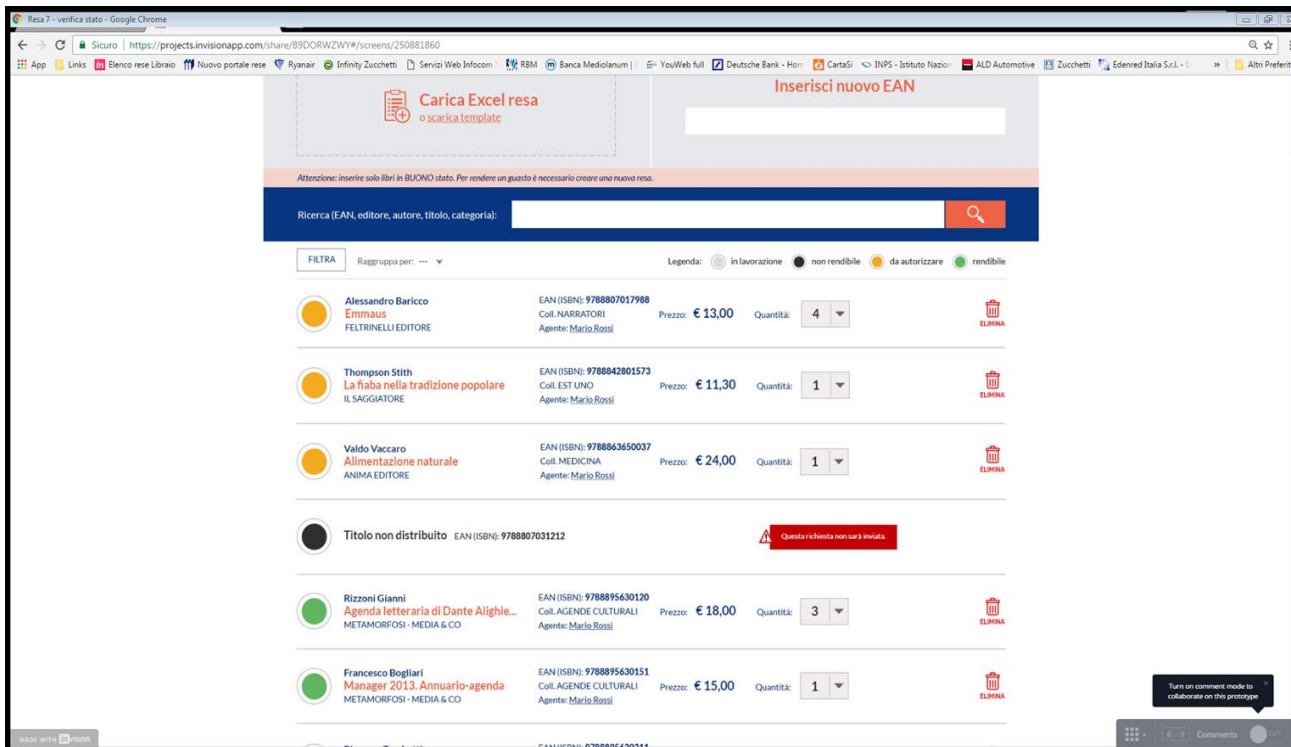 Resa 7 - verifica stato - Google Chrome
Sicuro | https://projects.invisionapp.com/share/89DORWZWY#/screens/250881860
App Links Elenco rese Libraio Nuovo portale rese Ryanair Infinity Zucchetti Servizi Web Infocom RBM Banca Mediolanum | YouWeb full Deutsche Bank - Hom CartaSi INPS - Istituto Nazion ALD Automotive Zucchetti Edenred Italia S.r.l. - » Altri Preferit
Carica Excel resa
o scarica template
Inserisci nuovo EAN
Attenzione: inserire solo libri in BUONO stato. Per rendere un guasto è necessario creare una nuova resa.
Ricerca (EAN, editore, autore, titolo, categoria):
FILTRA Raggruppa per: --- Legenda: in lavorazione non rendibile da autorizzare rendibile
Alessandro Baricco EAN (ISBN): 9788807017988
Emmaus Coll. NARRATORI Prezzo: € 13,00 Quantità: 4
FELTRINELLI EDITORE Agente: Mario Rossi ELIMINA
Thompson Stith EAN (ISBN): 9788842801573
La fiaba nella tradizione popolare Coll. EST UNO Prezzo: € 11,30 Quantità: 1
IL SAGGIATORE Agente: Mario Rossi ELIMINA
Valdo Vaccaro EAN (ISBN): 9788863650037
Alimentazione naturale Coll. MEDICINA Prezzo: € 24,00 Quantità: 1
ANIMA EDITORE Agente: Mario Rossi ELIMINA
Titolo non distribuito EAN (ISBN): 9788807031212 Questa richiesta non sarà inviata.
Rizzoni Gianni EAN (ISBN): 9788895630120
Agenda letteraria di Dante Alighie... Coll. AGENDE CULTURALI Prezzo: € 18,00 Quantità: 3
METAMORFOSI - MEDIA & CO Agente: Mario Rossi ELIMINA
Francesco Bogliari EAN (ISBN): 9788895630151
Manager 2013. Annuario-agenda Coll. AGENDE CULTURALI Prezzo: € 15,00 Quantità: 1
METAMORFOSI - MEDIA & CO Agente: Mario Rossi ELIMINA
Turn on comment mode to
collaborate on this prototype
MADE WITH invision
0 0 Comments OFF